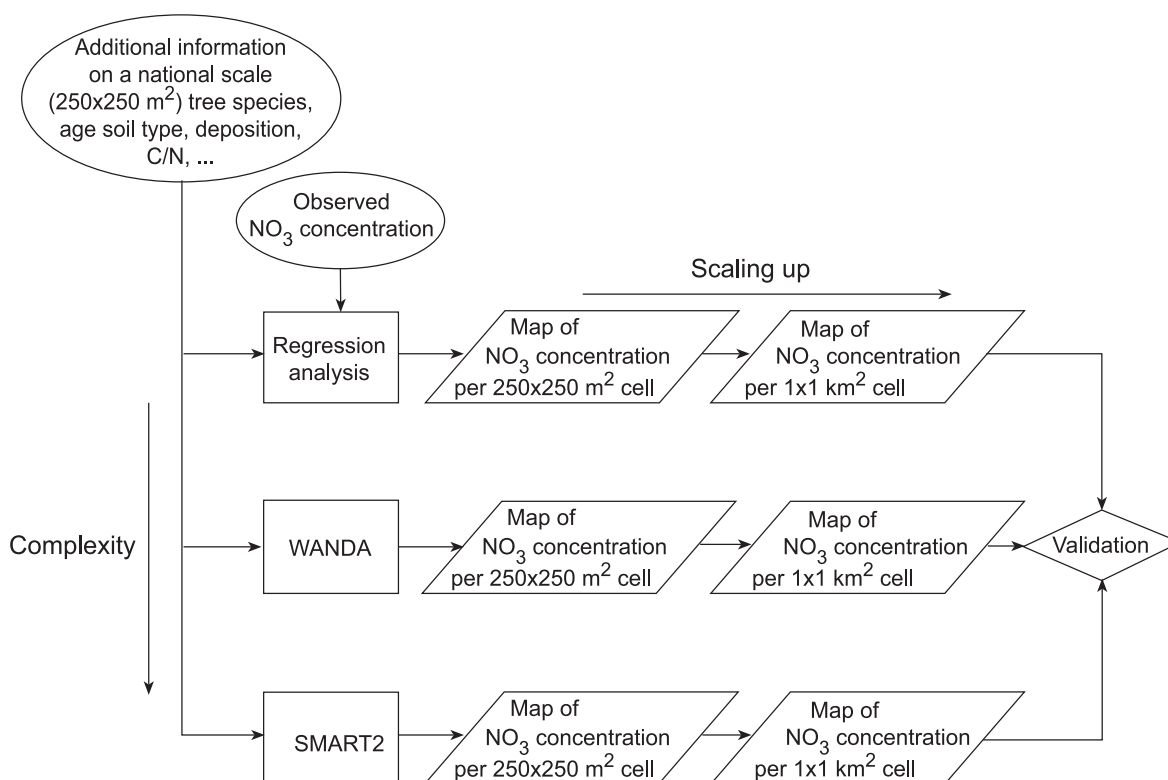 Additional information
on a national scale
(250x250 m²) tree species,
age soil type, deposition,
C/N, ...
Observed
NO₃ concentration
Scaling up
Regression
analysis
Map of
NO₃ concentration
per 250x250 m² cell
Map of
NO₃ concentration
per 1x1 km² cell
Complexity
WANDA
Map of
NO₃ concentration
per 250x250 m² cell
Map of
NO₃ concentration
per 1x1 km² cell
Validation
SMART2
Map of
NO₃ concentration
per 250x250 m² cell
Map of
NO₃ concentration
per 1x1 km² cell